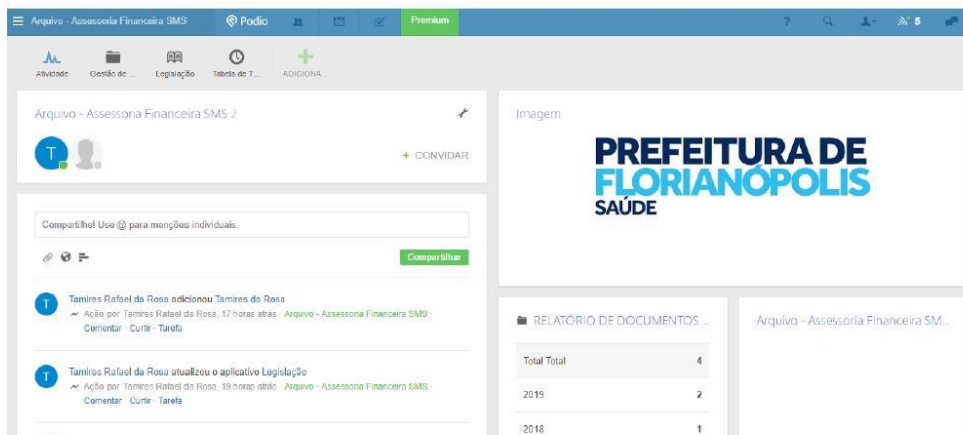 Arquivo - Assessoria Financeira SMS
Podio
Premium
?
5
Atividade
Gestão de ...
Legislação
Tabela de T...
ADICIONA...
Arquivo - Assessoria Financeira SMS 2
T
+ CONVIDAR
Compartilhe! Use @ para menções individuais.
Compartilhar
T
Tamires Rafael da Rosa adicionou Tamires da Rosa
Ação por Tamires Rafael da Rosa, 17 horas atrás · Arquivo - Assessoria Financeira SMS ·
Comentar · Curtir · Tarefa
T
Tamires Rafael da Rosa atualizou o aplicativo Legislação
Ação por Tamires Rafael da Rosa, 19 horas atrás · Arquivo - Assessoria Financeira SMS ·
Comentar · Curtir · Tarefa
Imagem
PREFEITURA DE
FLORIANÓPOLIS
SAÚDE
RELATÓRIO DE DOCUMENTOS ...
Total Total 4
2019 2
2018 1
Arquivo - Assessoria Financeira SM...